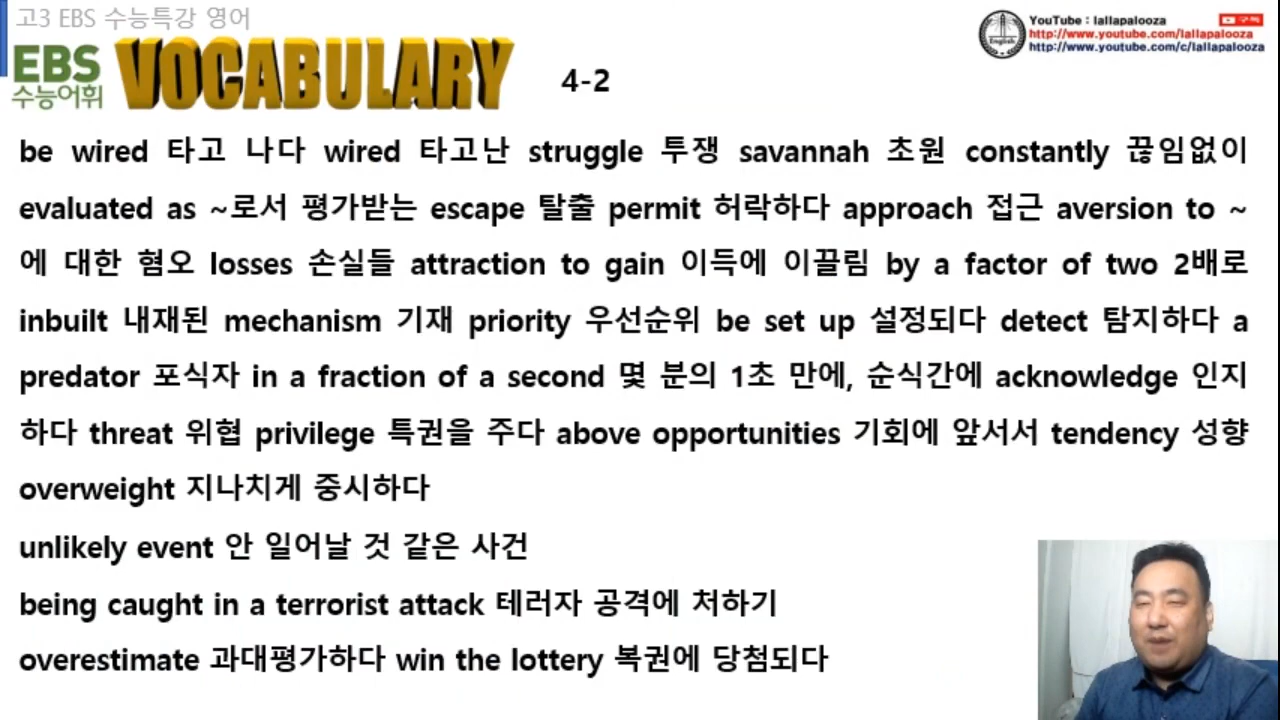 고3 EBS 수능특강 영어
EBS
수능어휘
VOCABULARY
4-2
YouTube : lallapalooza
구독
http://www.youtube.com/lallapalooza
http://www.youtube.com/c/lallapalooza
English
be wired 타고 나다 wired 타고난 struggle 투쟁 savannah 초원 constantly 끊임없이
evaluated as ~로서 평가받는 escape 탈출 permit 허락하다 approach 접근 aversion to ~
에 대한 혐오 losses 손실들 attraction to gain 이득에 이끌림 by a factor of two 2배로
inbuilt 내재된 mechanism 기재 priority 우선순위 be set up 설정되다 detect 탐지하다 a
predator 포식자 in a fraction of a second 몇 분의 1초 만에, 순식간에 acknowledge 인지
하다 threat 위협 privilege 특권을 주다 above opportunities 기회에 앞서서 tendency 성향
overweight 지나치게 중시하다
unlikely event 안 일어날 것 같은 사건
being caught in a terrorist attack 테러자 공격에 처하기
overestimate 과대평가하다 win the lottery 복권에 당첨되다